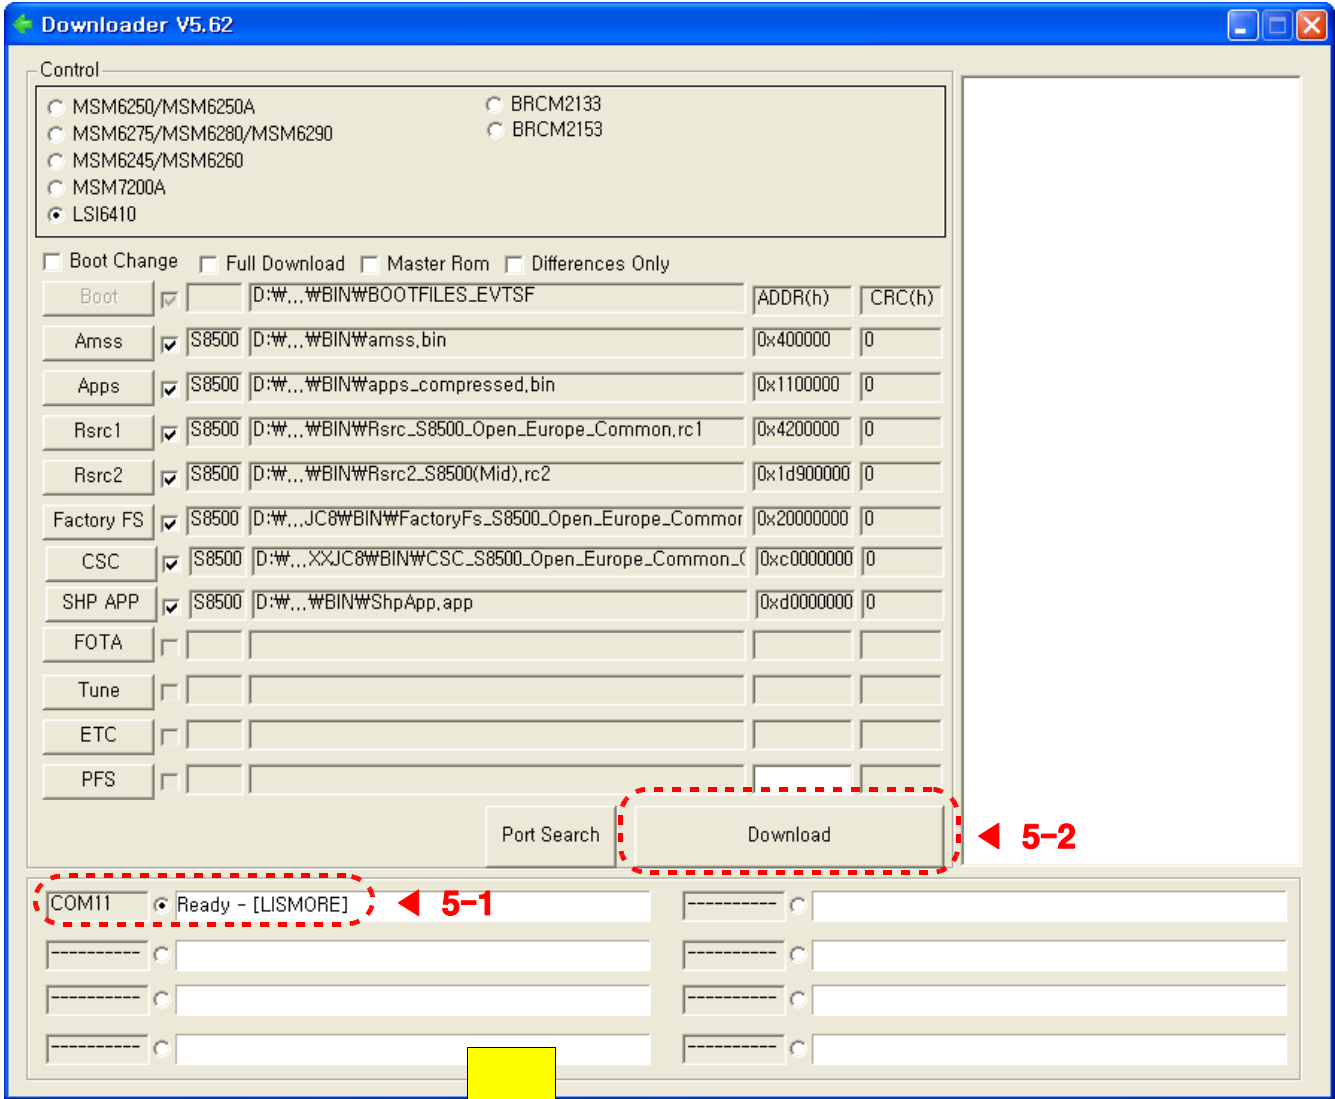 Downloader V5.62
Control
MSM6250/MSM6250A
MSM6275/MSM6280/MSM6290
MSM6245/MSM6260
MSM7200A
LSI6410
BRCM2133
BRCM2153
Boot Change Full Download Master Rom Differences Only
Boot D:₩...₩BIN₩BOOTFILES_EVTSF ADDR(h) CRC(h)
Amss S8500 D:₩...₩BIN₩amss.bin 0x400000 0
Apps S8500 D:₩...₩BIN₩apps_compressed.bin 0x1100000 0
Rsrc1 S8500 D:₩...₩BIN₩Rsrc_S8500_Open_Europe_Common.rc1 0x4200000 0
Rsrc2 S8500 D:₩...₩BIN₩Rsrc2_S8500(Mid).rc2 0x1d900000 0
Factory FS S8500 D:₩...JC8₩BIN₩FactoryFs_S8500_Open_Europe_Common 0x20000000 0
CSC S8500 D:₩...XXJC8₩BIN₩CSC_S8500_Open_Europe_Common_( 0xc0000000 0
SHP APP S8500 D:₩...₩BIN₩ShpApp.app 0xd0000000 0
FOTA
Tune
ETC
PFS
Port Search Download 5-2
COM11 Ready - [LISMORE] 5-1 ----------
---------- ----------
---------- ----------
---------- ----------